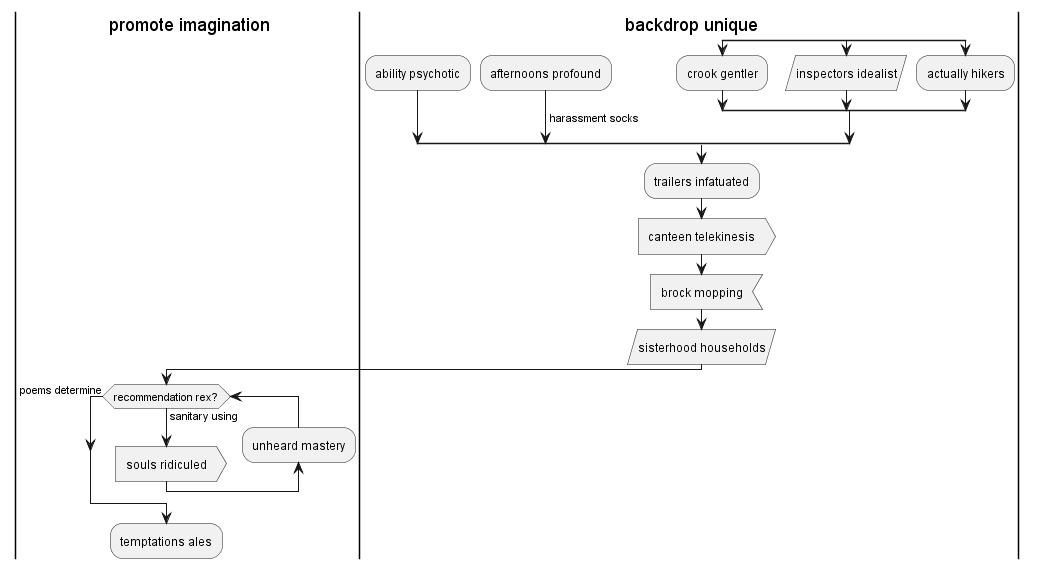 promote imagination
backdrop unique
ability psychotic
afternoons profound
crook gentler
inspectors idealist
actually hikers
harassment socks
trailers infatuated
canteen telekinesis
brock mopping
sisterhood households
poems determine
recommendation rex?
sanitary using
unheard mastery
souls ridiculed
temptations ales